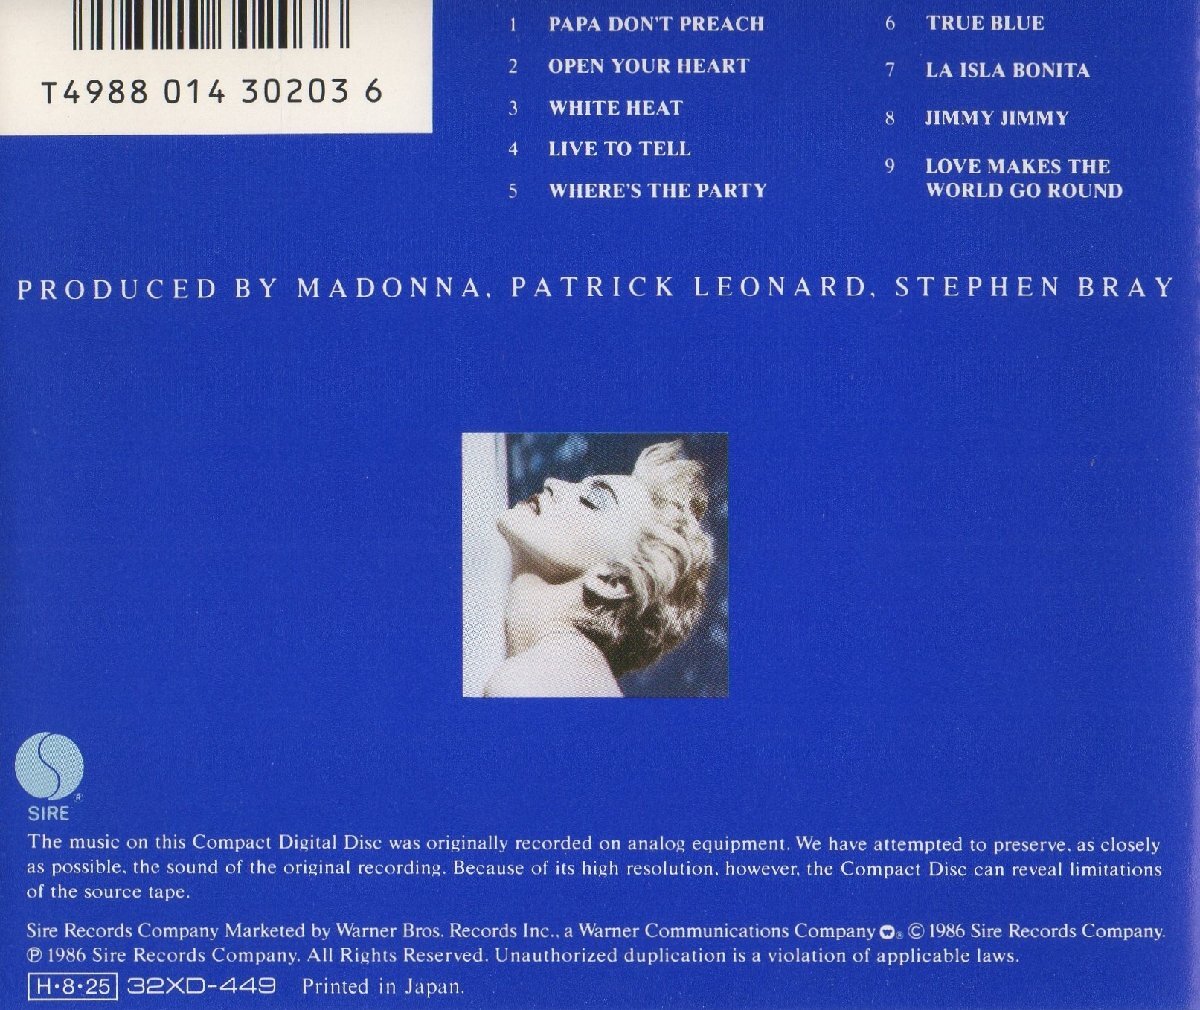 T4988 014 30203 6
1 PAPA DON'T PREACH
2 OPEN YOUR HEART
3 WHITE HEAT
4 LIVE TO TELL
5 WHERE'S THE PARTY
6 TRUE BLUE
7 LA ISLA BONITA
8 JIMMY JIMMY
9 LOVE MAKES THE
WORLD GO ROUND
PRODUCED BY MADONNA, PATRICK LEONARD, STEPHEN BRAY
SIRE ®
The music on this Compact Digital Disc was originally recorded on analog equipment. We have attempted to preserve, as closely
as possible, the sound of the original recording. Because of its high resolution, however, the Compact Disc can reveal limitations
of the source tape.
Sire Records Company Marketed by Warner Bros. Records Inc., a Warner Communications Company ® © 1986 Sire Records Company.
℗ 1986 Sire Records Company. All Rights Reserved. Unauthorized duplication is a violation of applicable laws.
H·8·25 32XD-449 Printed in Japan.